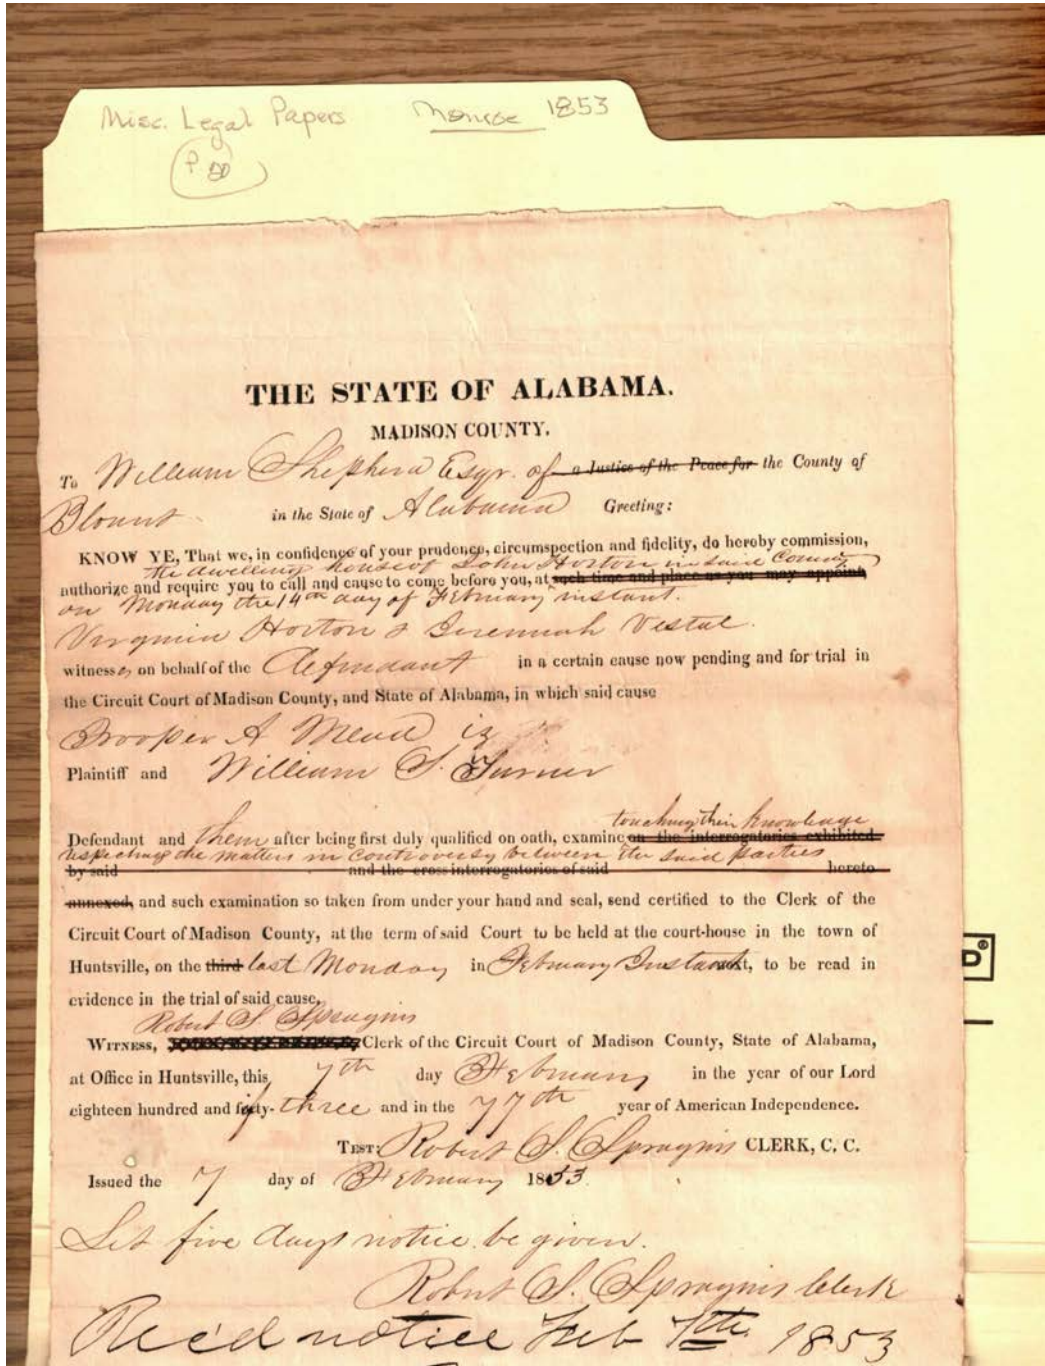 Misc. Legal Papers Monroe 1853
P 20
THE STATE OF ALABAMA.
MADISON COUNTY.
To William Shepherd Esqr. of a Justice of the Peace for the County of
Blount in the State of Alabama Greeting:
KNOW YE, That we, in confidence of your prudence, circumspection and fidelity, do hereby commission,
the dwelling house of John Horton in said County
authorize and require you to call and cause to come before you, at such time and place as you may appoint
on Monday the 14th day of February instant.
Virginia Horton & Jeremiah Vestal.
witnesses on behalf of the defendant in a certain cause now pending and for trial in
the Circuit Court of Madison County, and State of Alabama, in which said cause
A Mead is
Plaintiff and William S. Turner
touching their knowledge
Defendant and them after being first duly qualified on oath, examine on the interrogatories exhibited
respecting the matters in controversy between the said parties
by said and the cross interrogatories of said hereto
annexed, and such examination so taken from under your hand and seal, send certified to the Clerk of the
Circuit Court of Madison County, at the term of said Court to be held at the court-house in the town of
Huntsville, on the third last Monday in February Instant next, to be read in
evidence in the trial of said cause.
Robert S. Spragins
WITNESS, Clerk of the Circuit Court of Madison County, State of Alabama,
at Office in Huntsville, this 7th day February in the year of our Lord
eighteen hundred and fifty-three and in the 77th year of American Independence.
TEST: Robert S. Spragins CLERK, C. C.
Issued the 7 day of February 1853.
Let five days notice be given.
Robert S. Spragins Clerk
Rec'd notice Feb 7th 1853
D®